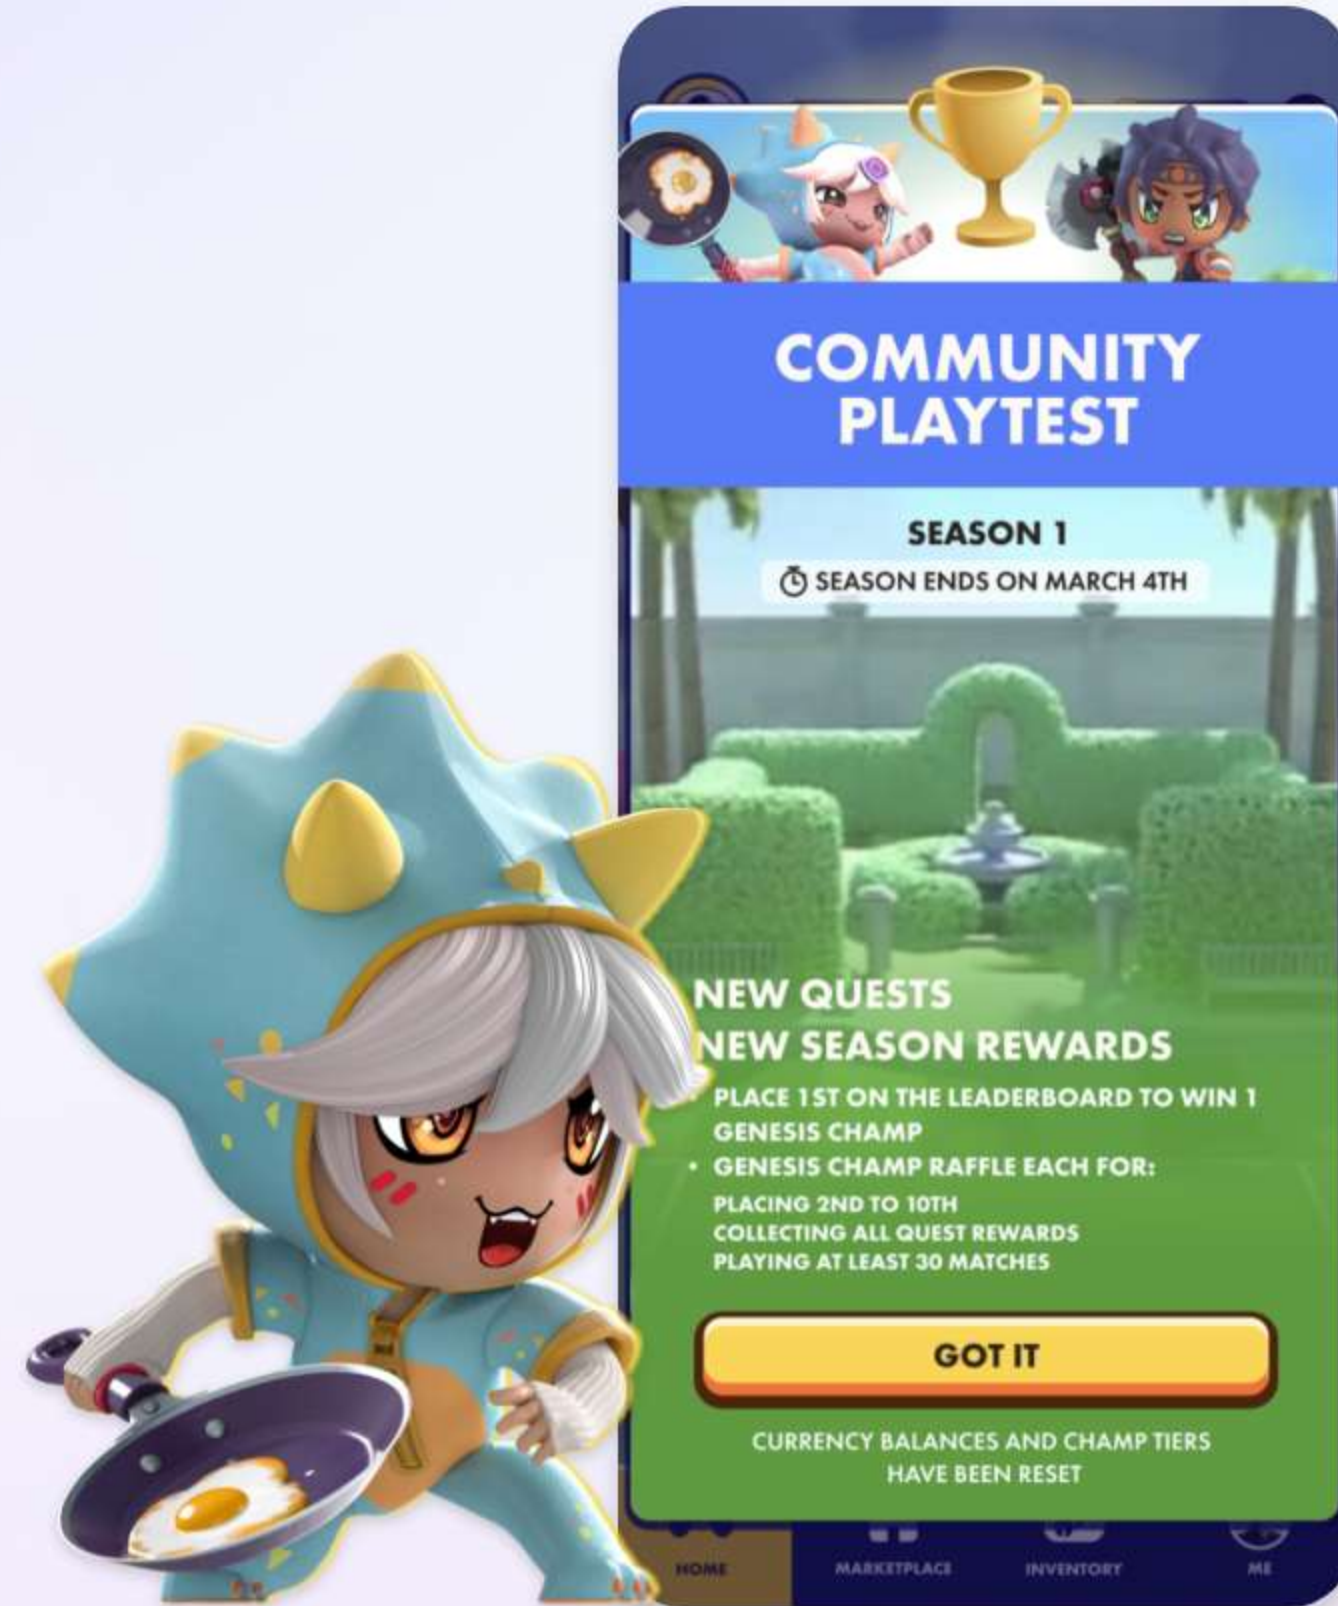 COMMUNITY
PLAYTEST
SEASON 1
SEASON ENDS ON MARCH 4TH
NEW QUESTS
NEW SEASON REWARDS
PLACE 1ST ON THE LEADERBOARD TO WIN 1
GENESIS CHAMP
• GENESIS CHAMP RAFFLE EACH FOR:
PLACING 2ND TO 10TH
COLLECTING ALL QUEST REWARDS
PLAYING AT LEAST 30 MATCHES
GOT IT
CURRENCY BALANCES AND CHAMP TIERS
HAVE BEEN RESET
HOME MARKETPLACE INVENTORY ME